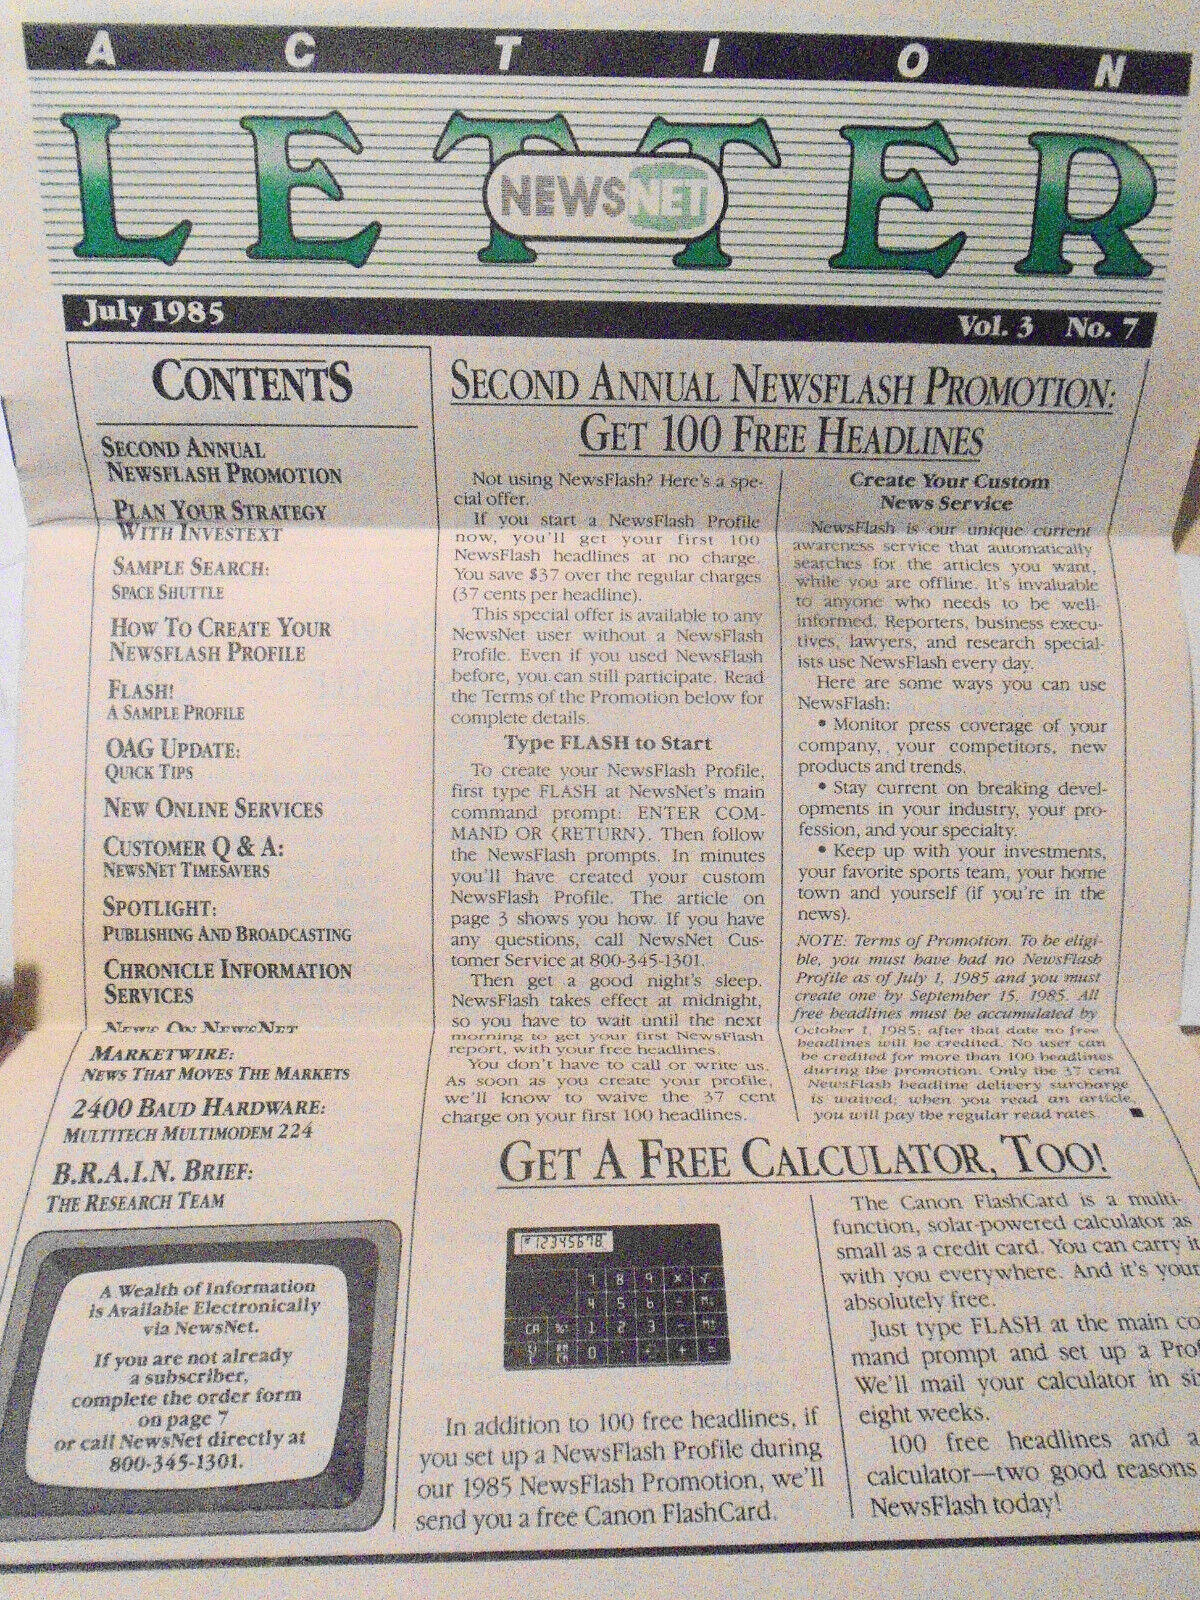 ACTION
LETTER
NEWSNET
July 1985
Vol. 3 No. 7
CONTENTS
SECOND ANNUAL
NEWSFLASH PROMOTION
PLAN YOUR STRATEGY
WITH INVESTEXT
SAMPLE SEARCH:
SPACE SHUTTLE
HOW TO CREATE YOUR
NEWSFLASH PROFILE
FLASH!
A SAMPLE PROFILE
OAG UPDATE:
QUICK TIPS
NEW ONLINE SERVICES
CUSTOMER Q & A:
NEWSNET TIMESAVERS
SPOTLIGHT:
PUBLISHING AND BROADCASTING
CHRONICLE INFORMATION
SERVICES
NEWS ON NEWSNET
MARKETWIRE:
NEWS THAT MOVES THE MARKETS
2400 BAUD HARDWARE:
MULTITECH MULTIMODEM 224
B.R.A.I.N. BRIEF:
THE RESEARCH TEAM
A Wealth of Information
is Available Electronically
via NewsNet.
If you are not already
a subscriber,
complete the order form
on page 7
or call NewsNet directly at
800-345-1301.
SECOND ANNUAL NEWSFLASH PROMOTION:
GET 100 FREE HEADLINES
Not using NewsFlash? Here's a spe-
cial offer.
If you start a NewsFlash Profile
now, you'll get your first 100
NewsFlash headlines at no charge.
You save $37 over the regular charges
(37 cents per headline).
This special offer is available to any
NewsNet user without a NewsFlash
Profile. Even if you used NewsFlash
before, you can still participate. Read
the Terms of the Promotion below for
complete details.
Type FLASH to Start
To create your NewsFlash Profile,
first type FLASH at NewsNet's main
command prompt: ENTER COM-
MAND OR <RETURN>. Then follow
the NewsFlash prompts. In minutes
you'll have created your custom
NewsFlash Profile. The article on
page 3 shows you how. If you have
any questions, call NewsNet Cus-
tomer Service at 800-345-1301.
Then get a good night's sleep.
NewsFlash takes effect at midnight,
so you have to wait until the next
morning to get your first NewsFlash
report, with your free headlines.
You don't have to call or write us.
As soon as you create your profile,
we'll know to waive the 37 cent
charge on your first 100 headlines.
Create Your Custom
News Service
NewsFlash is our unique current
awareness service that automatically
searches for the articles you want,
while you are offline. It's invaluable
to anyone who needs to be well-
informed. Reporters, business execu-
tives, lawyers, and research special-
ists use NewsFlash every day.
Here are some ways you can use
NewsFlash:
• Monitor press coverage of your
company, your competitors, new
products and trends.
• Stay current on breaking devel-
opments in your industry, your pro-
fession, and your specialty.
• Keep up with your investments,
your favorite sports team, your home
town and yourself (if you're in the
news).
NOTE: Terms of Promotion. To be eligi-
ble, you must have had no NewsFlash
Profile as of July 1, 1985 and you must
create one by September 15, 1985. All
free headlines must be accumulated by
October 1, 1985; after that date no free
headlines will be credited. No user can
be credited for more than 100 headlines
during the promotion. Only the 37 cent
NewsFlash headline delivery surcharge
is waived; when you read an article,
you will pay the regular read rates. ■
GET A FREE CALCULATOR, TOO!
12345678
7 8 9 × √
4 5 6 ÷
CA % 1 2 3 −
0 · + =
In addition to 100 free headlines, if
you set up a NewsFlash Profile during
our 1985 NewsFlash Promotion, we'll
send you a free Canon FlashCard.
The Canon FlashCard is a multi-
function, solar-powered calculator as
small as a credit card. You can carry it
with you everywhere. And it's your
absolutely free.
Just type FLASH at the main co
mand prompt and set up a Pro
We'll mail your calculator in si
eight weeks.
100 free headlines and a
calculator—two good reasons
NewsFlash today!